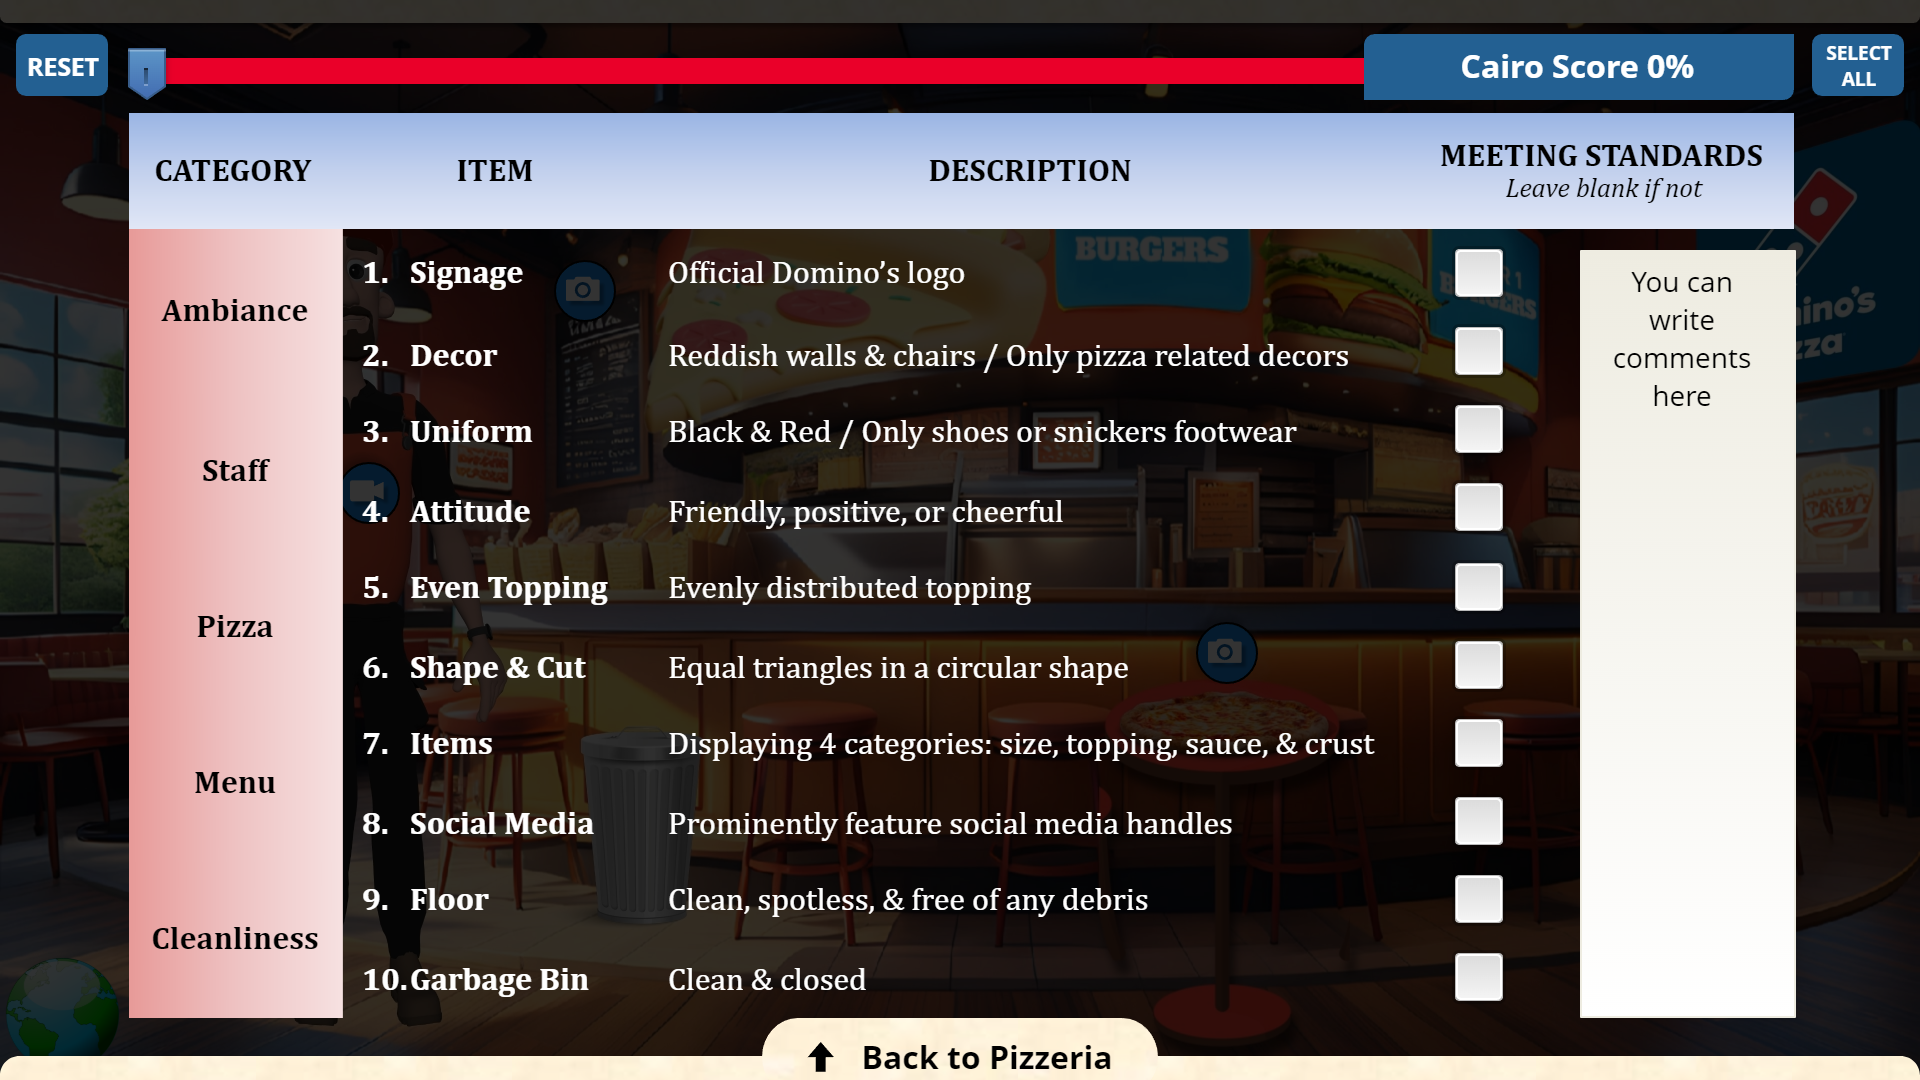 RESET
Cairo Score 0%
SELECT
ALL
CATEGORY
ITEM
DESCRIPTION
MEETING STANDARDS
Leave blank if not
Ambiance
1. Signage
Official Domino’s logo
2. Decor
Reddish walls & chairs / Only pizza related decors
Staff
3. Uniform
Black & Red / Only shoes or snickers footwear
4. Attitude
Friendly, positive, or cheerful
Pizza
5. Even Topping
Evenly distributed topping
6. Shape & Cut
Equal triangles in a circular shape
Menu
7. Items
Displaying 4 categories: size, topping, sauce, & crust
8. Social Media
Prominently feature social media handles
Cleanliness
9. Floor
Clean, spotless, & free of any debris
10. Garbage Bin
Clean & closed
You can
write
comments
here
BURGERS
Back to Pizzeria